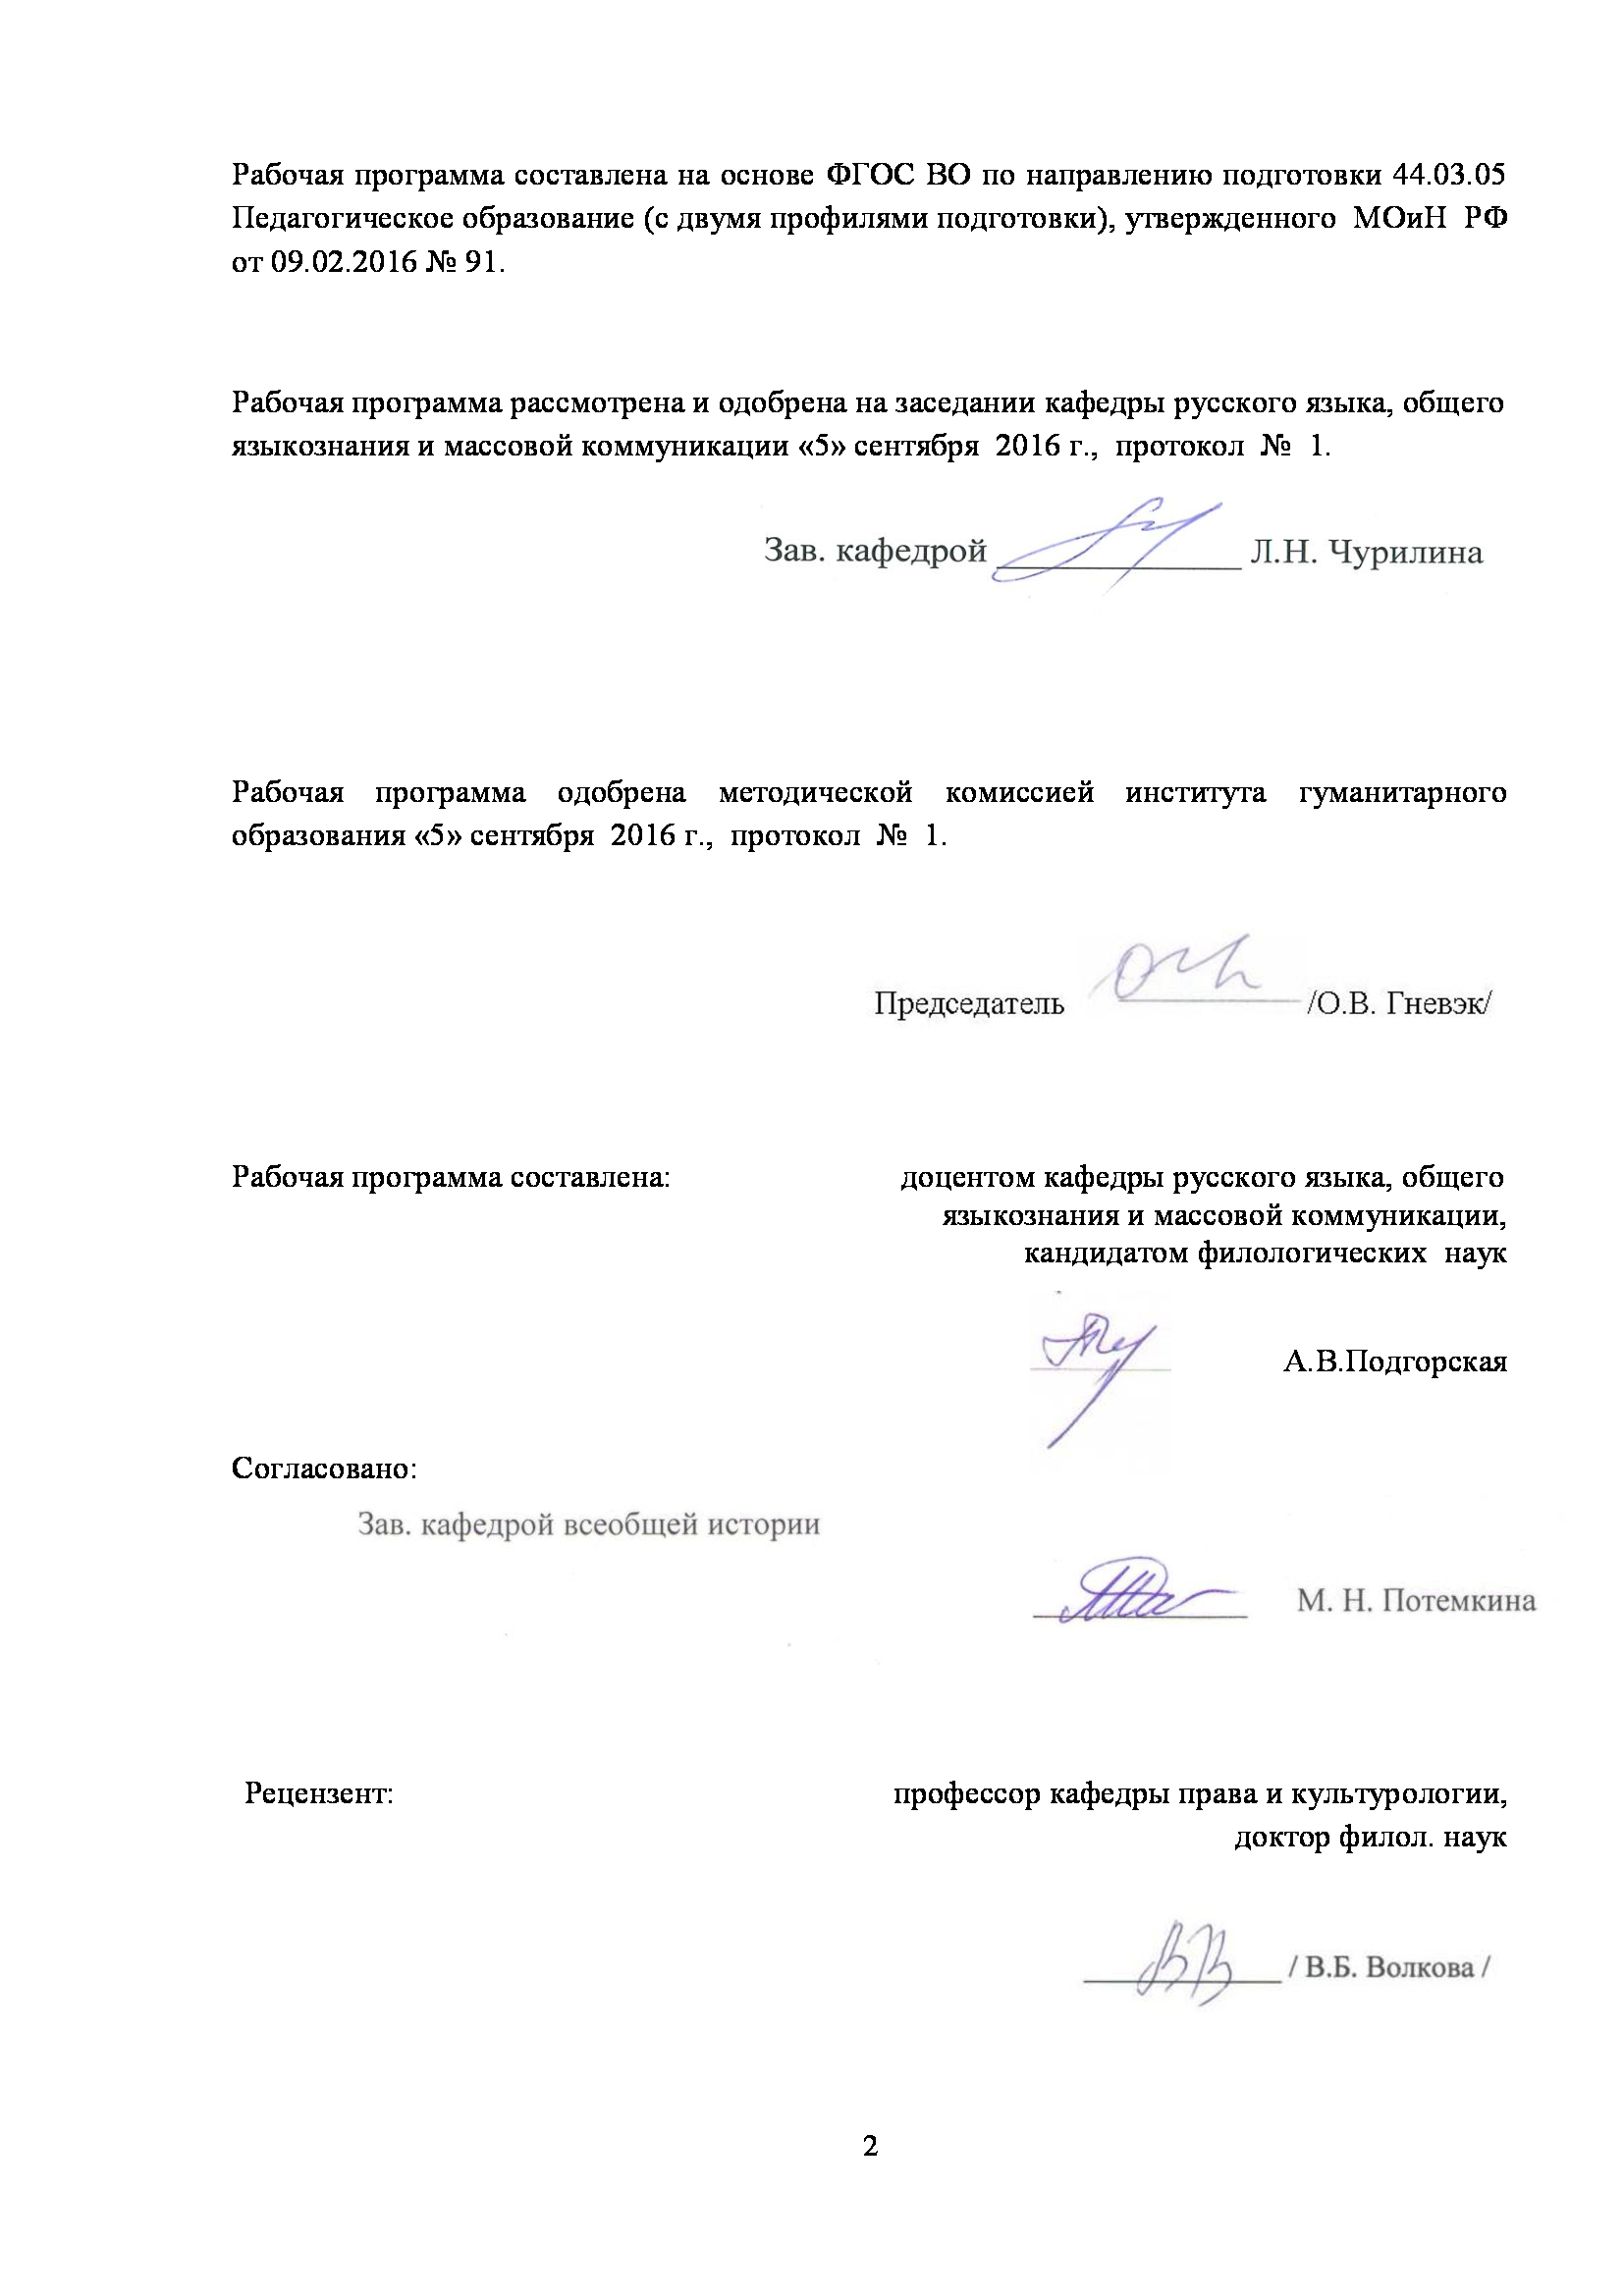 Рабочая программа составлена на основе ФГОС ВО по направлению подготовки 44.03.05
Педагогическое образование (с двумя профилями подготовки), утвержденного МОиН РФ
от 09.02.2016 № 91.
Рабочая программа рассмотрена и одобрена на заседании кафедры русского языка, общего
языкознания и массовой коммуникации «5» сентября 2016 г., протокол № 1.
Зав. кафедрой ______________ Л.Н. Чурилина
Рабочая программа одобрена методической комиссией института гуманитарного
образования «5» сентября 2016 г., протокол № 1.
Председатель ____________ /О.В. Гневэк/
Рабочая программа составлена: доцентом кафедры русского языка, общего
языкознания и массовой коммуникации,
кандидатом филологических наук
А.В.Подгорская
Согласовано:
Зав. кафедрой всеобщей истории
______________ М. Н. Потемкина
Рецензент: профессор кафедры права и культурологии,
доктор филол. наук
______________ / В.Б. Волкова /
2